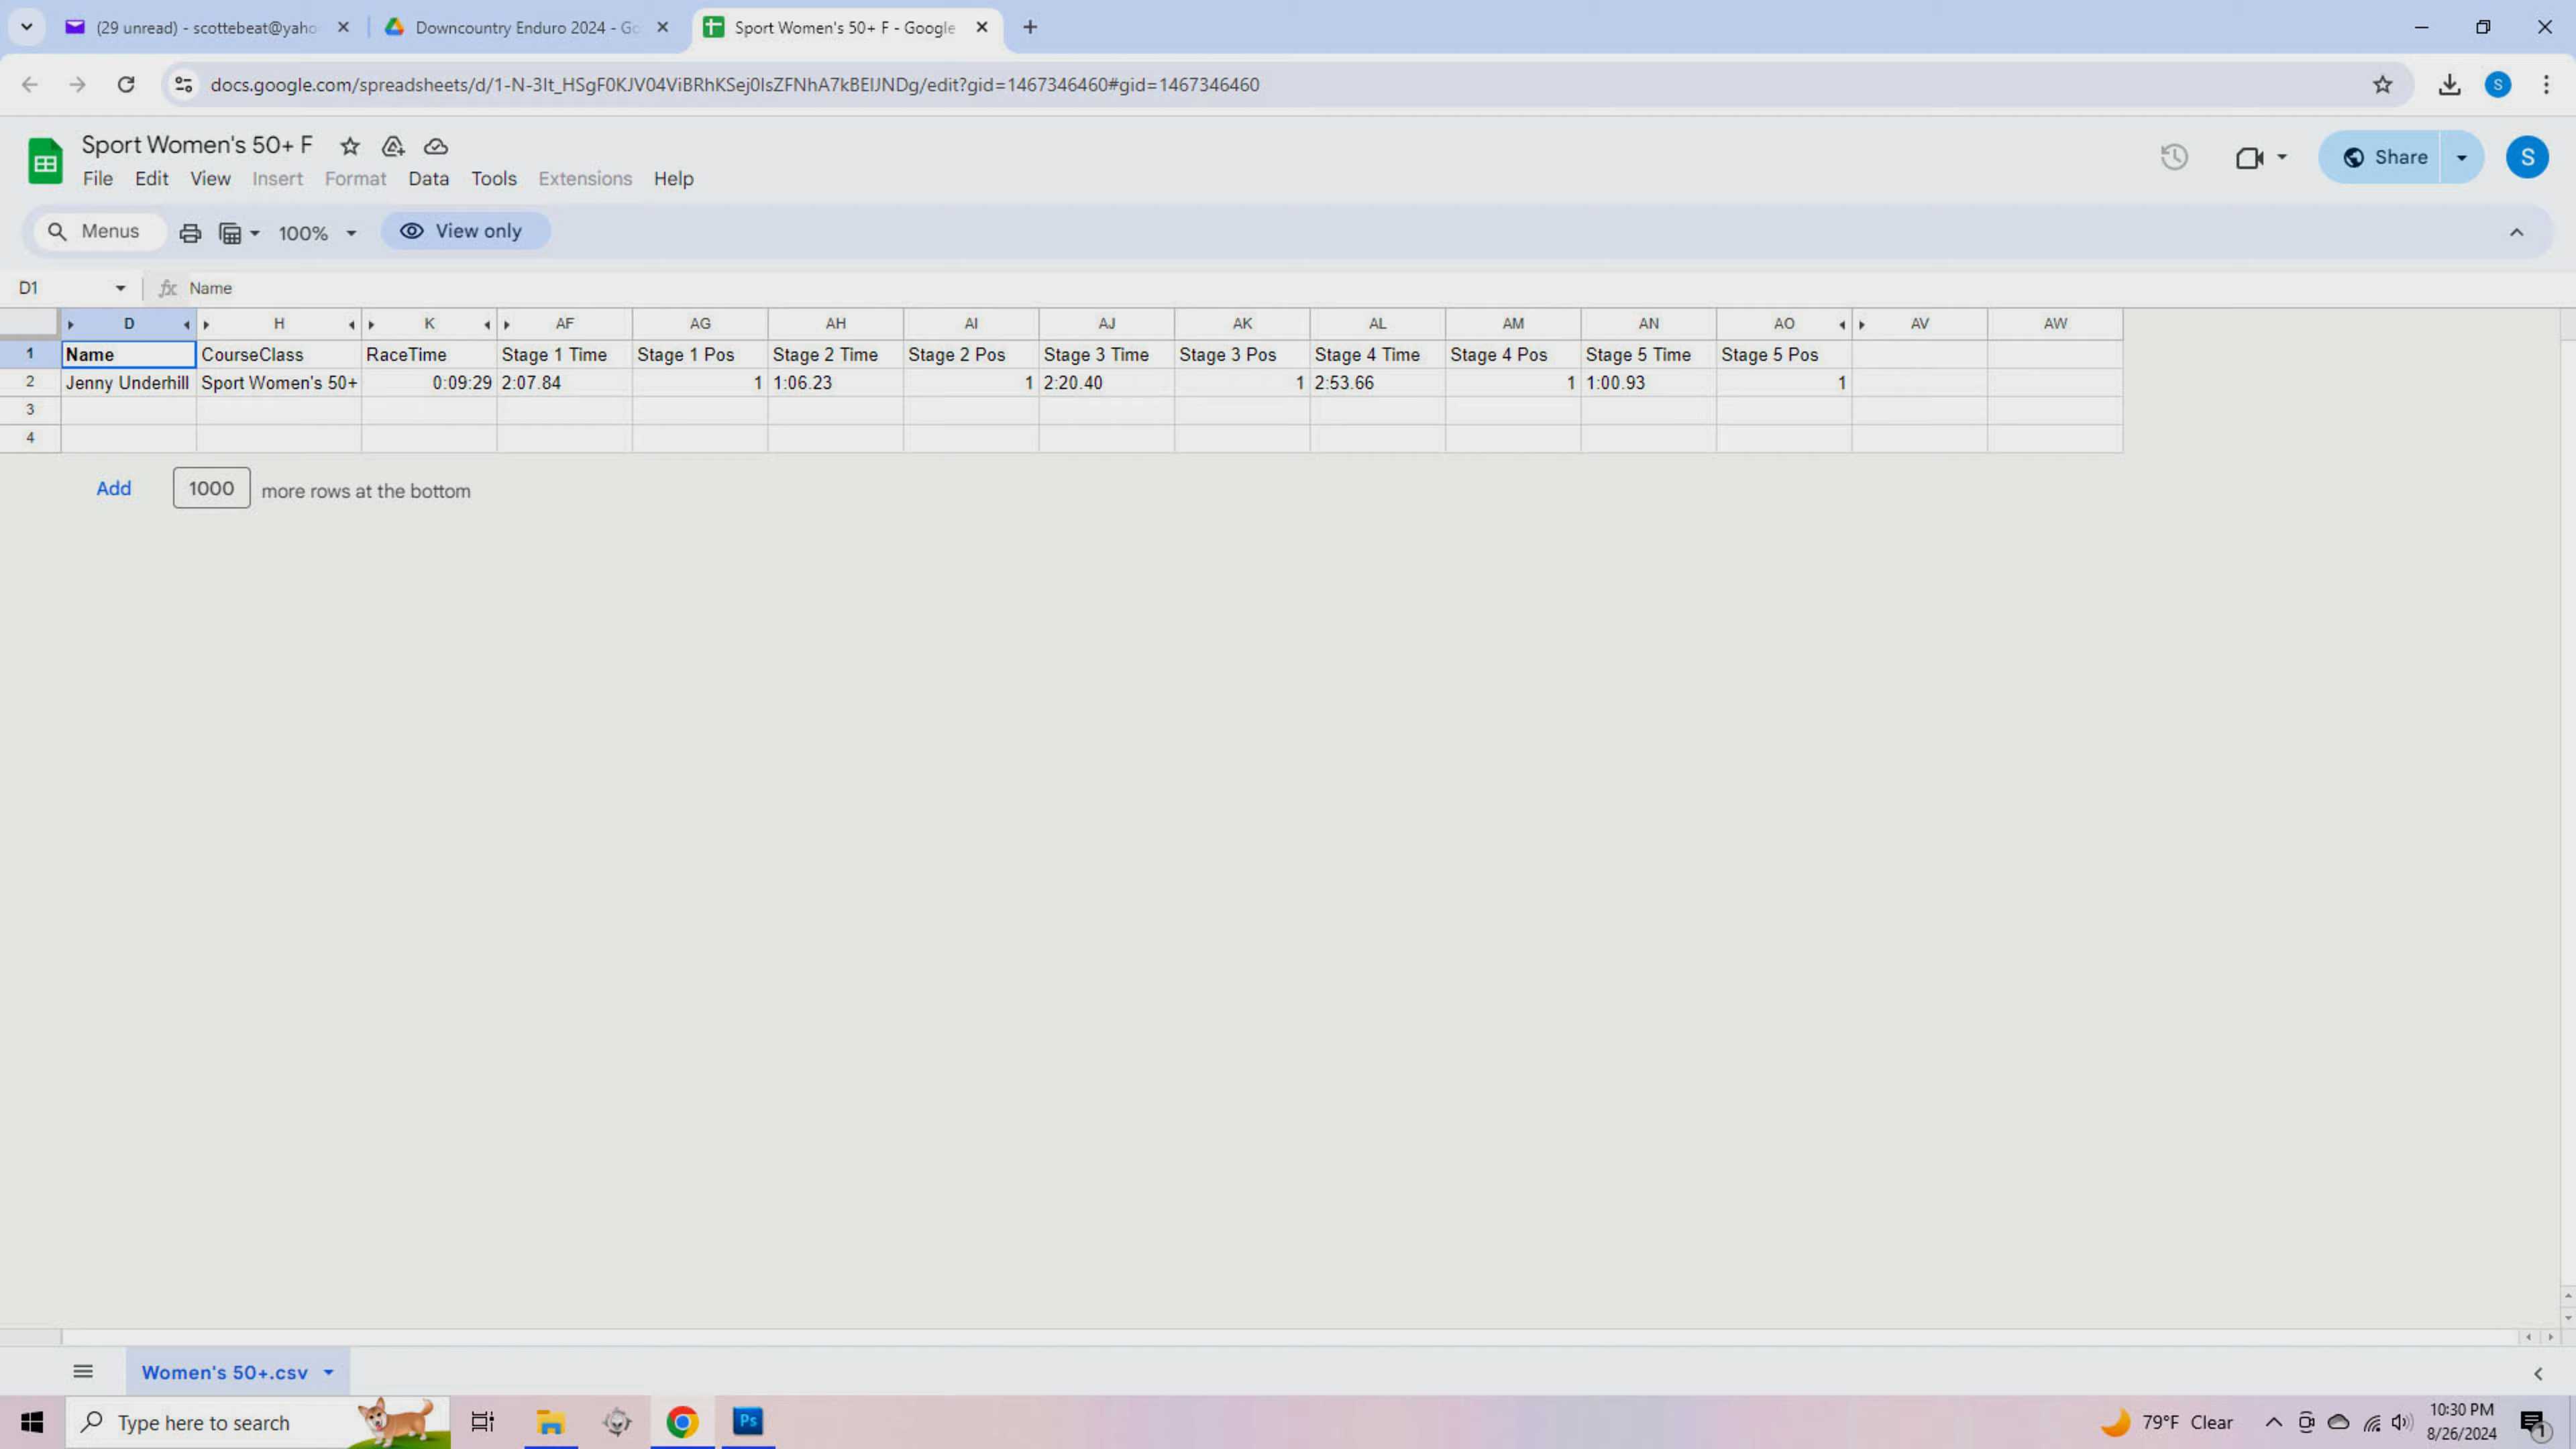 (29 unread) - scottebeat@yaho
Downcountry Enduro 2024 - Go
Sport Women's 50+ F - Google
docs.google.com/spreadsheets/d/1-N-3It_HSgF0KJV04ViBRhKSej0IsZFNhA7kBEIJNDg/edit?gid=1467346460#gid=1467346460
S
Sport Women's 50+ F
File Edit View Insert Format Data Tools Extensions Help
Share
S
Menus 100% View only
D1 fx Name
D H K AF AG AH AI AJ AK AL AM AN AO AV AW
1 Name CourseClass RaceTime Stage 1 Time Stage 1 Pos Stage 2 Time Stage 2 Pos Stage 3 Time Stage 3 Pos Stage 4 Time Stage 4 Pos Stage 5 Time Stage 5 Pos
2 Jenny Underhill Sport Women's 50+ 0:09:29 2:07.84 1 1:06.23 1 2:20.40 1 2:53.66 1 1:00.93 1
3
4
Add 1000 more rows at the bottom
Women's 50+.csv
Type here to search
Ps
79°F Clear
10:30 PM
8/26/2024
1